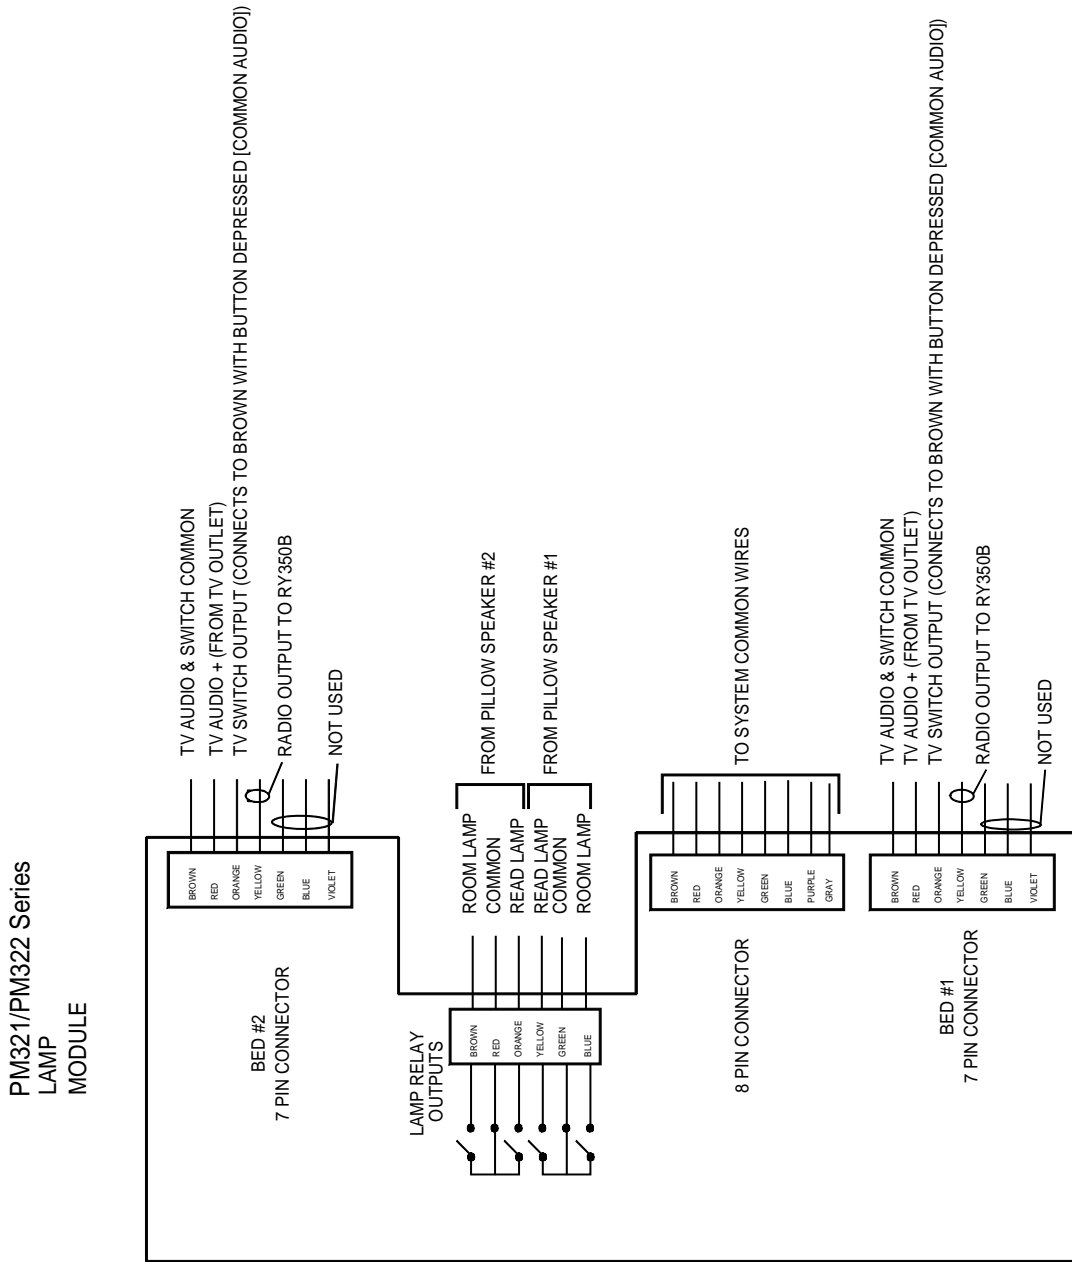 PM321/PM322 Series
LAMP
MODULE
TV AUDIO & SWITCH COMMON
TV AUDIO + (FROM TV OUTLET)
TV SWITCH OUTPUT (CONNECTS TO BROWN WITH BUTTON DEPRESSED [COMMON AUDIO])
RADIO OUTPUT TO RY350B
NOT USED
BROWN
RED
ORANGE
YELLOW
GREEN
BLUE
VIOLET
BED #2
7 PIN CONNECTOR
FROM PILLOW SPEAKER #2
FROM PILLOW SPEAKER #1
ROOM LAMP
COMMON
READ LAMP
READ LAMP
COMMON
ROOM LAMP
BROWN
RED
ORANGE
YELLOW
GREEN
BLUE
LAMP RELAY
OUTPUTS
TO SYSTEM COMMON WIRES
BROWN
RED
ORANGE
YELLOW
GREEN
BLUE
PURPLE
GRAY
8 PIN CONNECTOR
TV AUDIO & SWITCH COMMON
TV AUDIO + (FROM TV OUTLET)
TV SWITCH OUTPUT (CONNECTS TO BROWN WITH BUTTON DEPRESSED [COMMON AUDIO])
RADIO OUTPUT TO RY350B
NOT USED
BROWN
RED
ORANGE
YELLOW
GREEN
BLUE
VIOLET
BED #1
7 PIN CONNECTOR